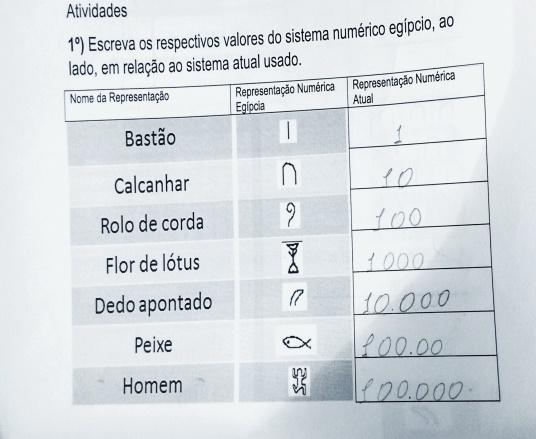 Atividades
1º) Escreva os respectivos valores do sistema numérico egípcio, ao
lado, em relação ao sistema atual usado.
Nome da Representação Representação Numérica Egípcia Representação Numérica Atual
Bastão 1
Calcanhar 10
Rolo de corda 100
Flor de lótus 1000
Dedo apontado 10.000
Peixe 100.00
Homem 100.000